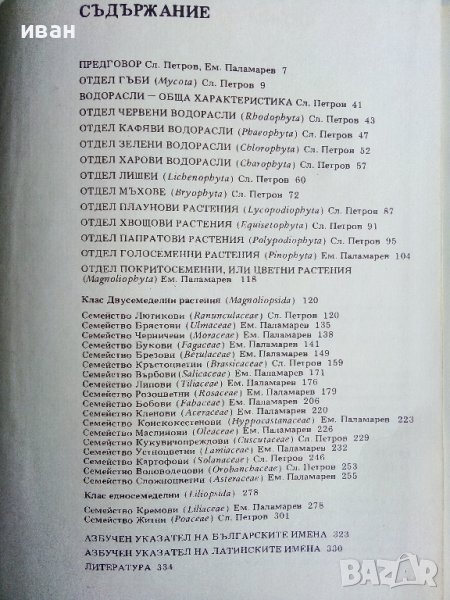 СЪДЪРЖАНИЕ
иван
ПРЕДГОВОР Сл. Петров, Ем. Паламарев 7
ОТДЕЛ ГЪБИ (Mycota) Сл. Петров 9
ВОДОРАСЛИ — ОБЩА ХАРАКТЕРИСТИКА Сл. Петров 41
ОТДЕЛ ЧЕРВЕНИ ВОДОРАСЛИ (Rhodophyta) Сл. Петров 43
ОТДЕЛ КАФЯВИ ВОДОРАСЛИ (Phaeophyta) Сл. Петров 47
ОТДЕЛ ЗЕЛЕНИ ВОДОРАСЛИ (Chlorophyta) Сл. Петров 52
ОТДЕЛ ХАРОВИ ВОДОРАСЛИ (Charophyta) Сл. Петров 57
ОТДЕЛ ЛИШЕИ (Lichenophyta) Сл. Петров 60
ОТДЕЛ МЪХОВЕ (Bryophyta) Сл. Петров 72
ОТДЕЛ ПЛАУНОВИ РАСТЕНИЯ (Lycopodiophyta) Сл. Петров 87
ОТДЕЛ ХВОЩОВИ РАСТЕНИЯ (Equisetophyta) Сл. Петров 91
ОТДЕЛ ПАПРАТОВИ РАСТЕНИЯ (Polypodiophyta) Сл. Петров 95
ОТДЕЛ ГОЛОСЕМЕННИ РАСТЕНИЯ (Pinophyta) Ем. Паламарев 104
ОТДЕЛ ПОКРИТОСЕМЕННИ, ИЛИ ЦВЕТНИ РАСТЕНИЯ
(Magnoliophyta) Ем. Паламарев 118
Клас Двусемеделни растения (Magnoliopsida) 120
Семейство Лютикови (Ranunculaceae) Сл. Петров 120
Семейство Брястови (Ulmaceae) Ем. Паламарев 135
Семейство Черничеви (Moraceae) Ем. Паламарев 138
Семейство Букови (Fagaceae) Ем. Паламарев 141
Семейство Брезови (Betulaceae) Ем. Паламарев 149
Семейство Кръстоцветни (Brassicaceae) Сл. Петров 159
Семейство Върбови (Salicaceae) Ем. Паламарев 171
Семейство Липови (Tiliaceae) Ем. Паламарев 176
Семейство Розоцветни (Rosaceae) Ем. Паламарев 179
Семейство Бобови (Fabaceae) Ем. Паламарев 206
Семейство Кленови (Aceraceae) Ем. Паламарев 220
Семейство Конскокестенови (Hyppocastanaceae) Ем. Паламарев 223
Семейство Маслинови (Oleaceae) Ем. Паламарев 226
Семейство Кукувичопреждови (Cuscutaceae) Сл. Петров 229
Семейство Устноцветни (Lamiaceae) Ем. Паламарев 232
Семейство Картофови (Solanaceae) Сл. Петров 246
Семейство Воловодецови (Orobanchaceae) Сл. Петров 253
Семейство Сложноцветни (Asteraceae) Ем. Паламарев 255
Клас едносемеделни (Liliopsida) 278
Семейство Кремови (Liliaceae) Ем. Паламарев 278
Семейство Житни (Poaceae) Сл. Петров 301
АЗБУЧЕН УКАЗАТЕЛ НА БЪЛГАРСКИТЕ ИМЕНА 323
АЗБУЧЕН УКАЗАТЕЛ НА ЛАТИНСКИТЕ ИМЕНА 330
ЛИТЕРАТУРА 334
BAZAR